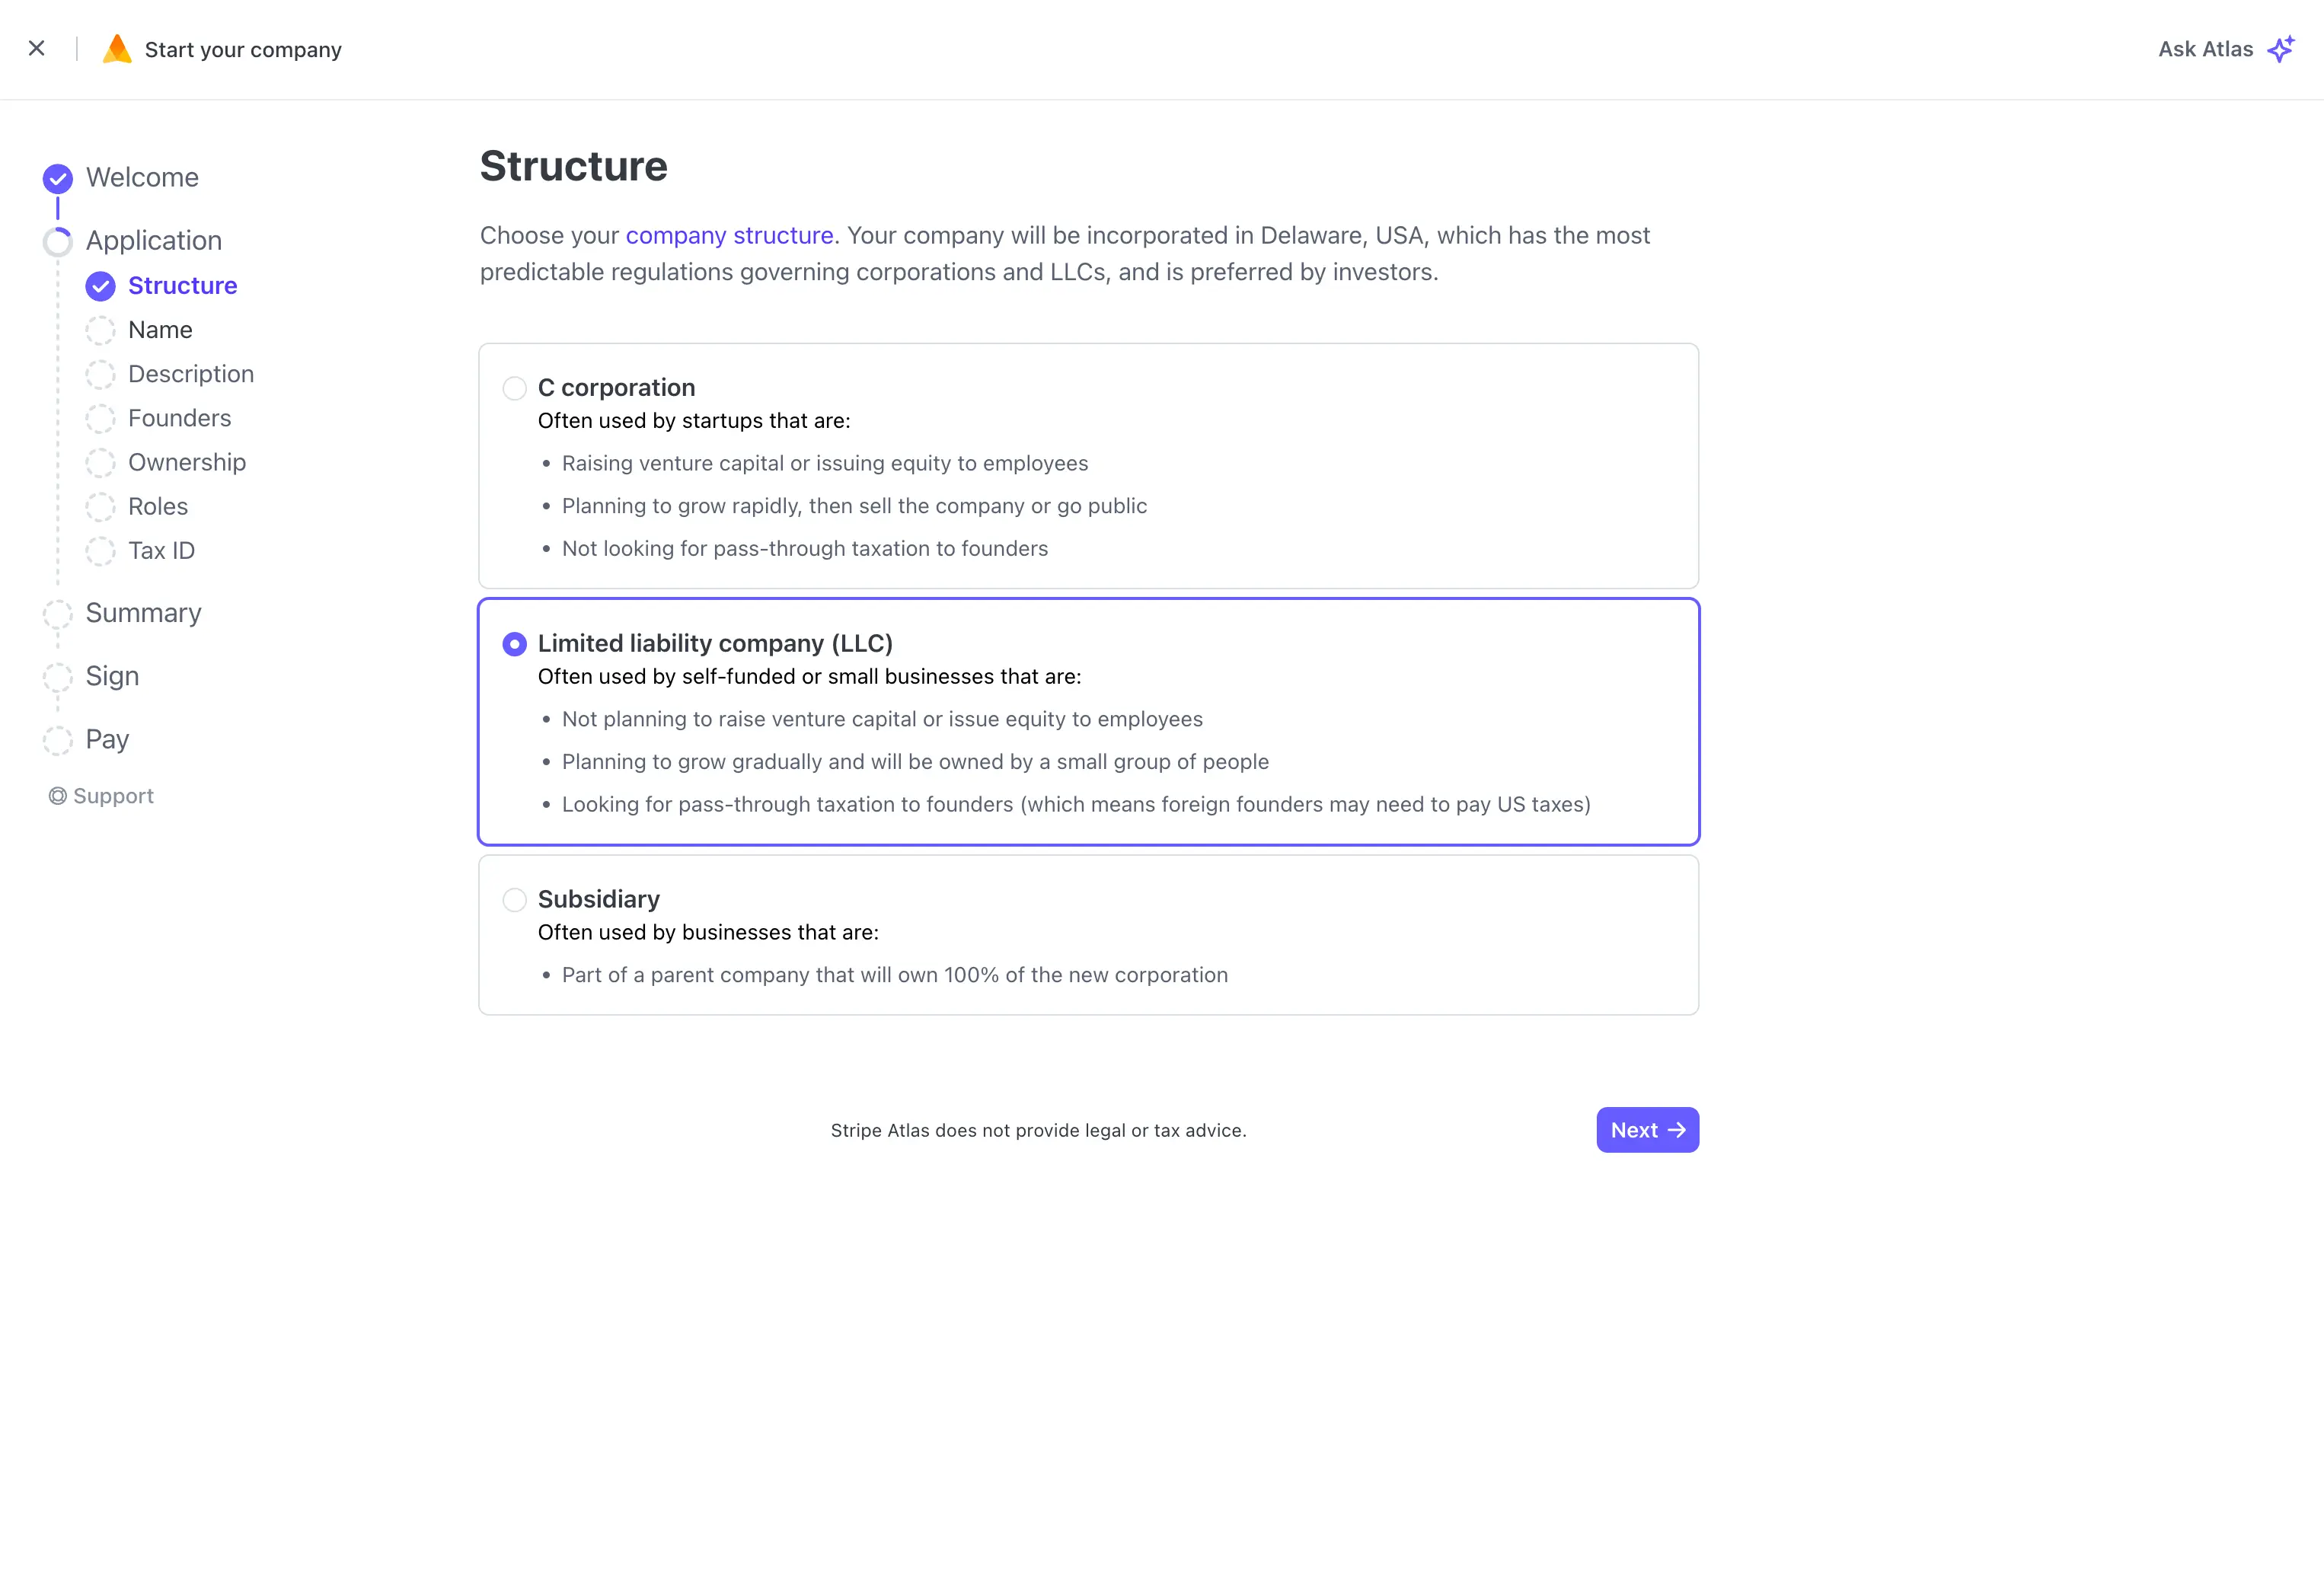 Start your company
Ask Atlas
Welcome
Application
Structure
Name
Description
Founders
Ownership
Roles
Tax ID
Summary
Sign
Pay
Support
Structure
Choose your company structure. Your company will be incorporated in Delaware, USA, which has the most
predictable regulations governing corporations and LLCs, and is preferred by investors.
C corporation
Often used by startups that are:
• Raising venture capital or issuing equity to employees
• Planning to grow rapidly, then sell the company or go public
• Not looking for pass-through taxation to founders
Limited liability company (LLC)
Often used by self-funded or small businesses that are:
• Not planning to raise venture capital or issue equity to employees
• Planning to grow gradually and will be owned by a small group of people
• Looking for pass-through taxation to founders (which means foreign founders may need to pay US taxes)
Subsidiary
Often used by businesses that are:
• Part of a parent company that will own 100% of the new corporation
Stripe Atlas does not provide legal or tax advice.
Next →